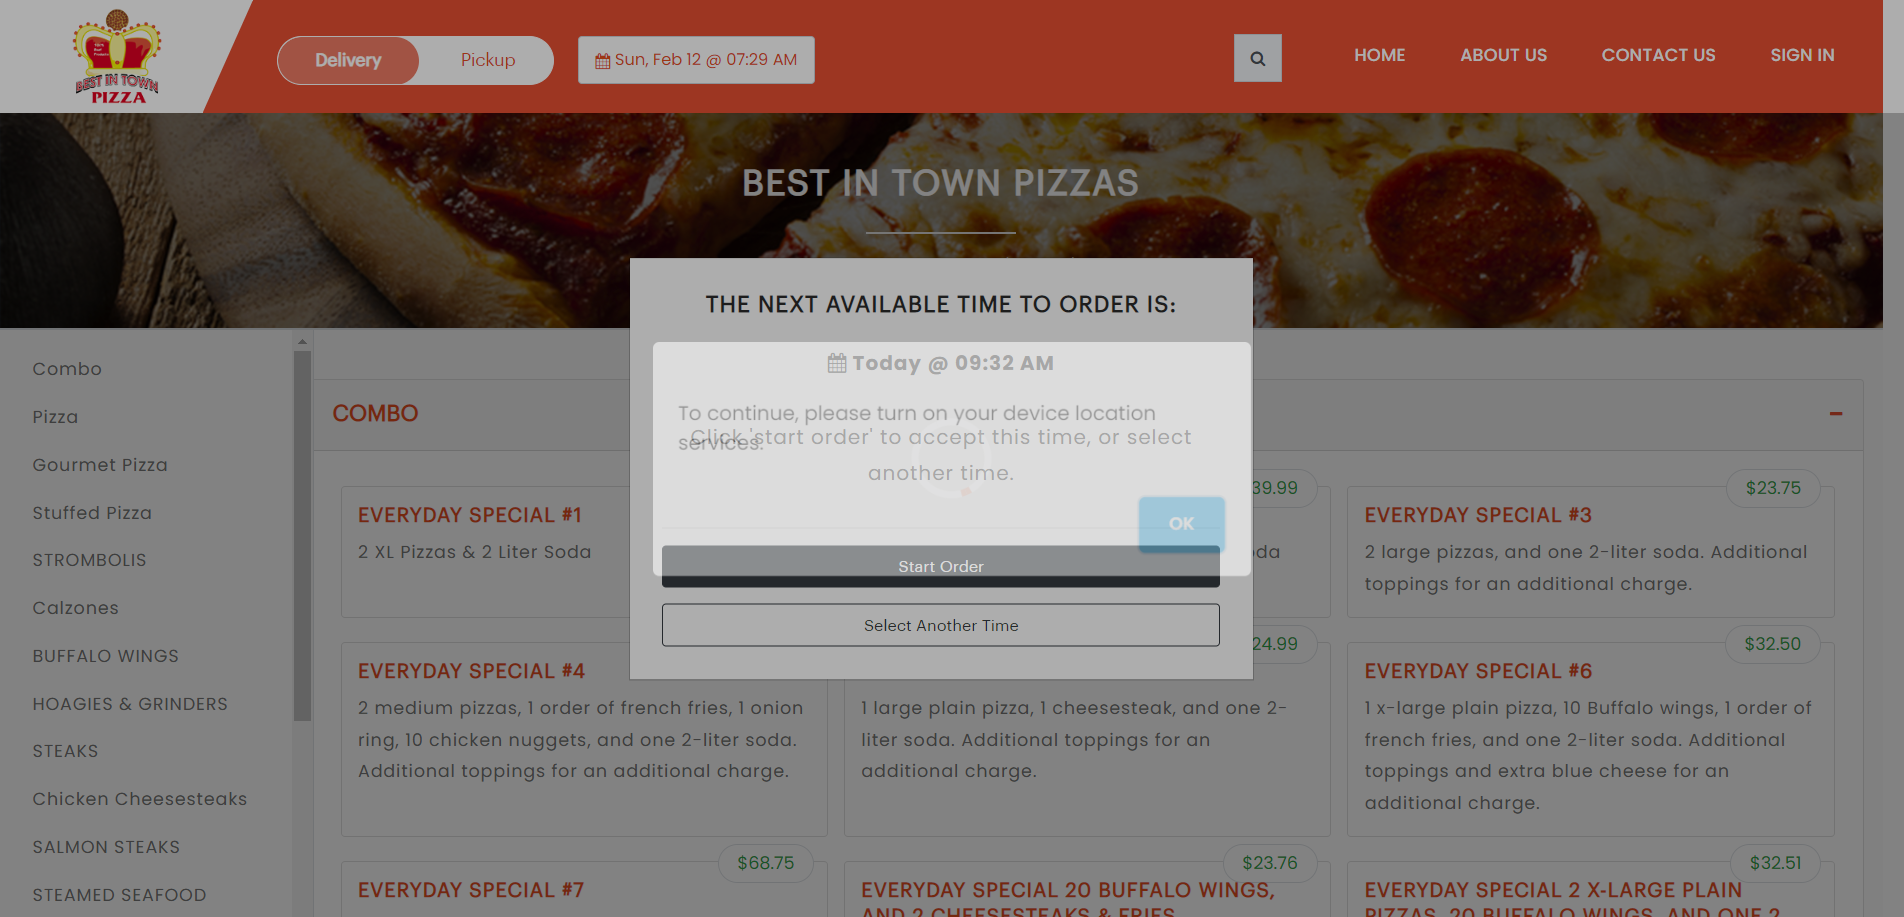 BEST IN TOWN
PIZZA
Delivery
Pickup
Sun, Feb 12 @ 07:29 AM
HOME
ABOUT US
CONTACT US
SIGN IN
BEST IN TOWN PIZZAS
THE NEXT AVAILABLE TIME TO ORDER IS:
Today @ 09:32 AM
To continue, please turn on your device location
services.
Click 'start order' to accept this time, or select
another time.
OK
Start Order
Select Another Time
Combo
Pizza
Gourmet Pizza
Stuffed Pizza
STROMBOLIS
Calzones
BUFFALO WINGS
HOAGIES & GRINDERS
STEAKS
Chicken Cheesesteaks
SALMON STEAKS
STEAMED SEAFOOD
COMBO
EVERYDAY SPECIAL #1
2 XL Pizzas & 2 Liter Soda
39.99
da
$23.75
EVERYDAY SPECIAL #3
2 large pizzas, and one 2-liter soda. Additional
toppings for an additional charge.
EVERYDAY SPECIAL #4
2 medium pizzas, 1 order of french fries, 1 onion
ring, 10 chicken nuggets, and one 2-liter soda.
Additional toppings for an additional charge.
24.99
1 large plain pizza, 1 cheesesteak, and one 2-
liter soda. Additional toppings for an
additional charge.
$32.50
EVERYDAY SPECIAL #6
1 x-large plain pizza, 10 Buffalo wings, 1 order of
french fries, and one 2-liter soda. Additional
toppings and extra blue cheese for an
additional charge.
$68.75
EVERYDAY SPECIAL #7
$23.76
EVERYDAY SPECIAL 20 BUFFALO WINGS,
AND 2 CHEESESTEAKS & FRIES
$32.51
EVERYDAY SPECIAL 2 X-LARGE PLAIN
PIZZAS, 20 BUFFALO WINGS, AND ONE 2